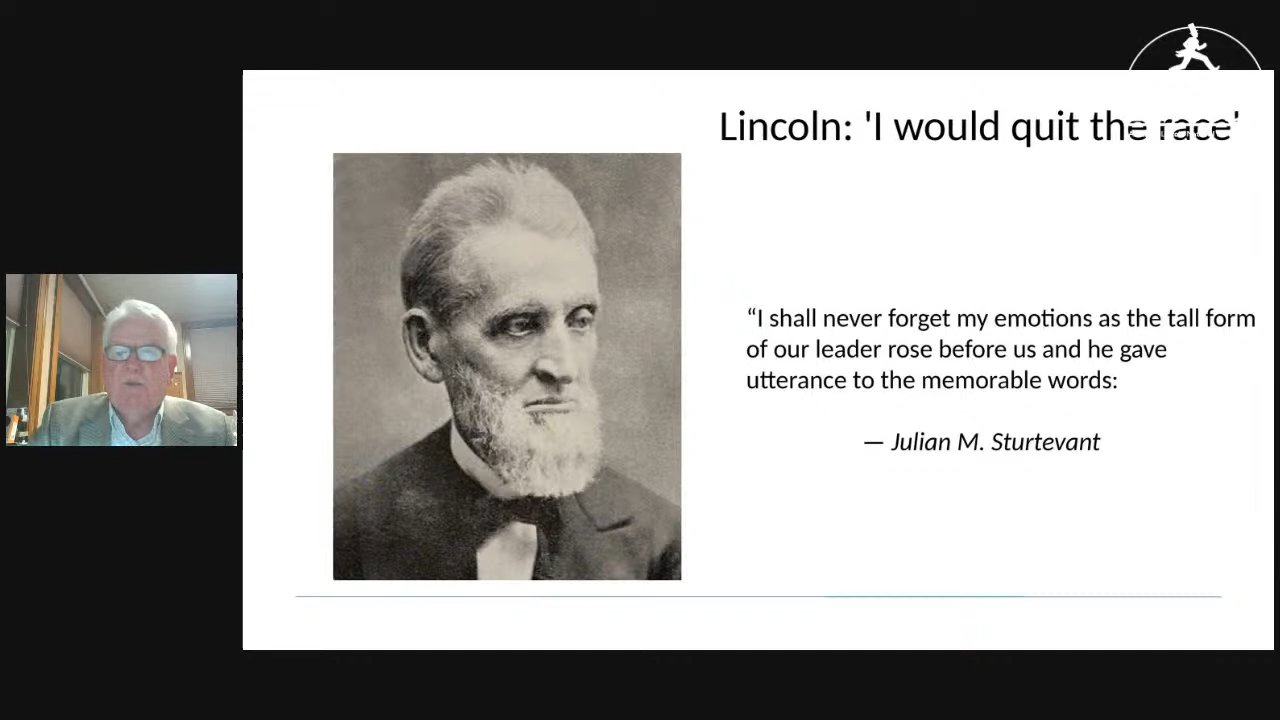 Lincoln: 'I would quit the race'
“I shall never forget my emotions as the tall form
of our leader rose before us and he gave
utterance to the memorable words:
— Julian M. Sturtevant